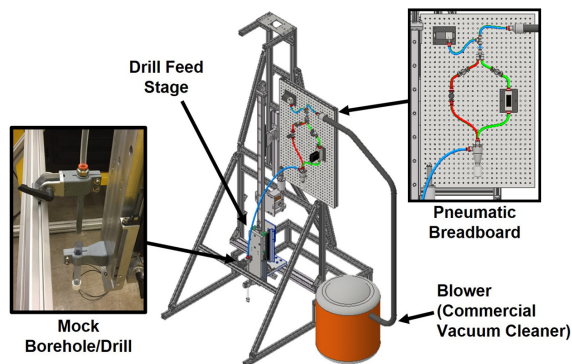 Drill Feed
Stage
Pneumatic
Breadboard
Mock
Borehole/Drill
Blower
(Commercial
Vacuum Cleaner)